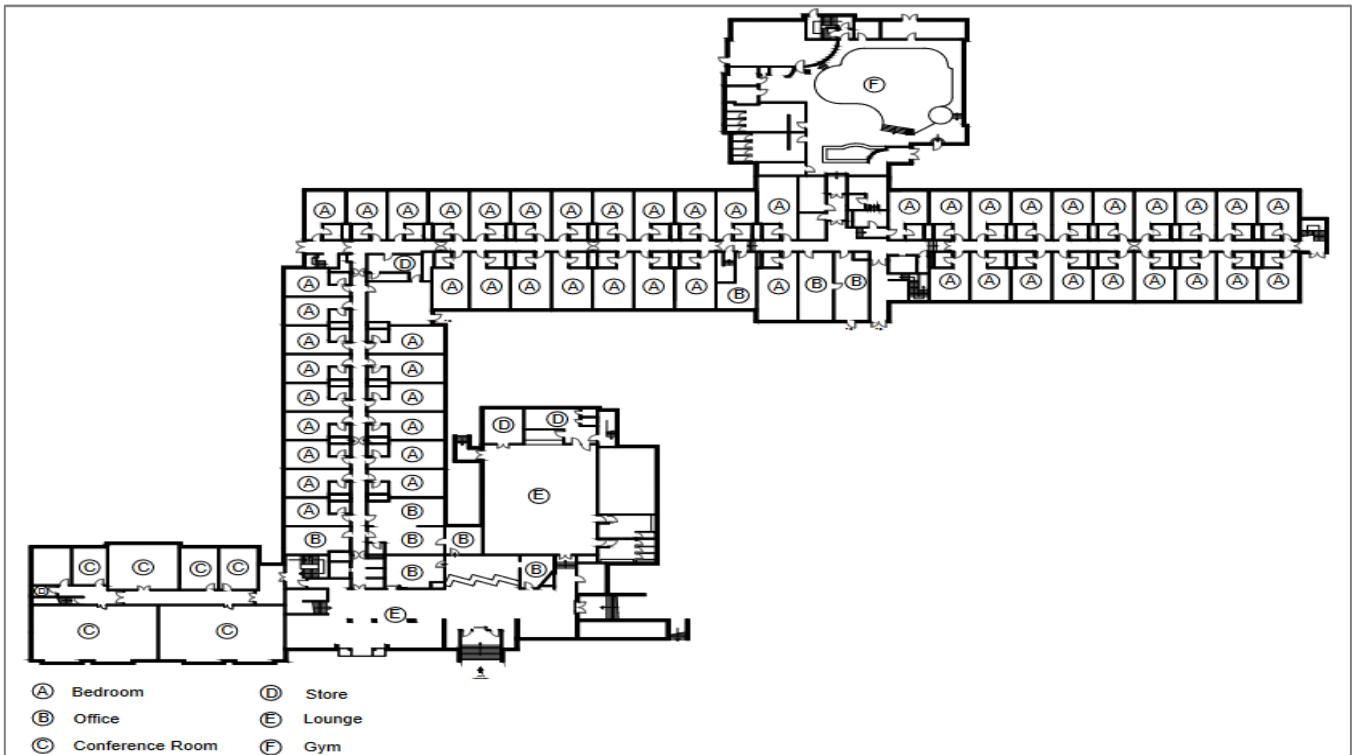 F
A A A A A A A A A A A A A A A A A A A A A A
D
A A A A A A A B A B B A A A A A A A A A
A
A
A A
A A
A A
D D
A A
A A
A A
E
A B
B B B
C C C C B B
D
E
C C
A Bedroom
B Office
C Conference Room
D Store
E Lounge
F Gym